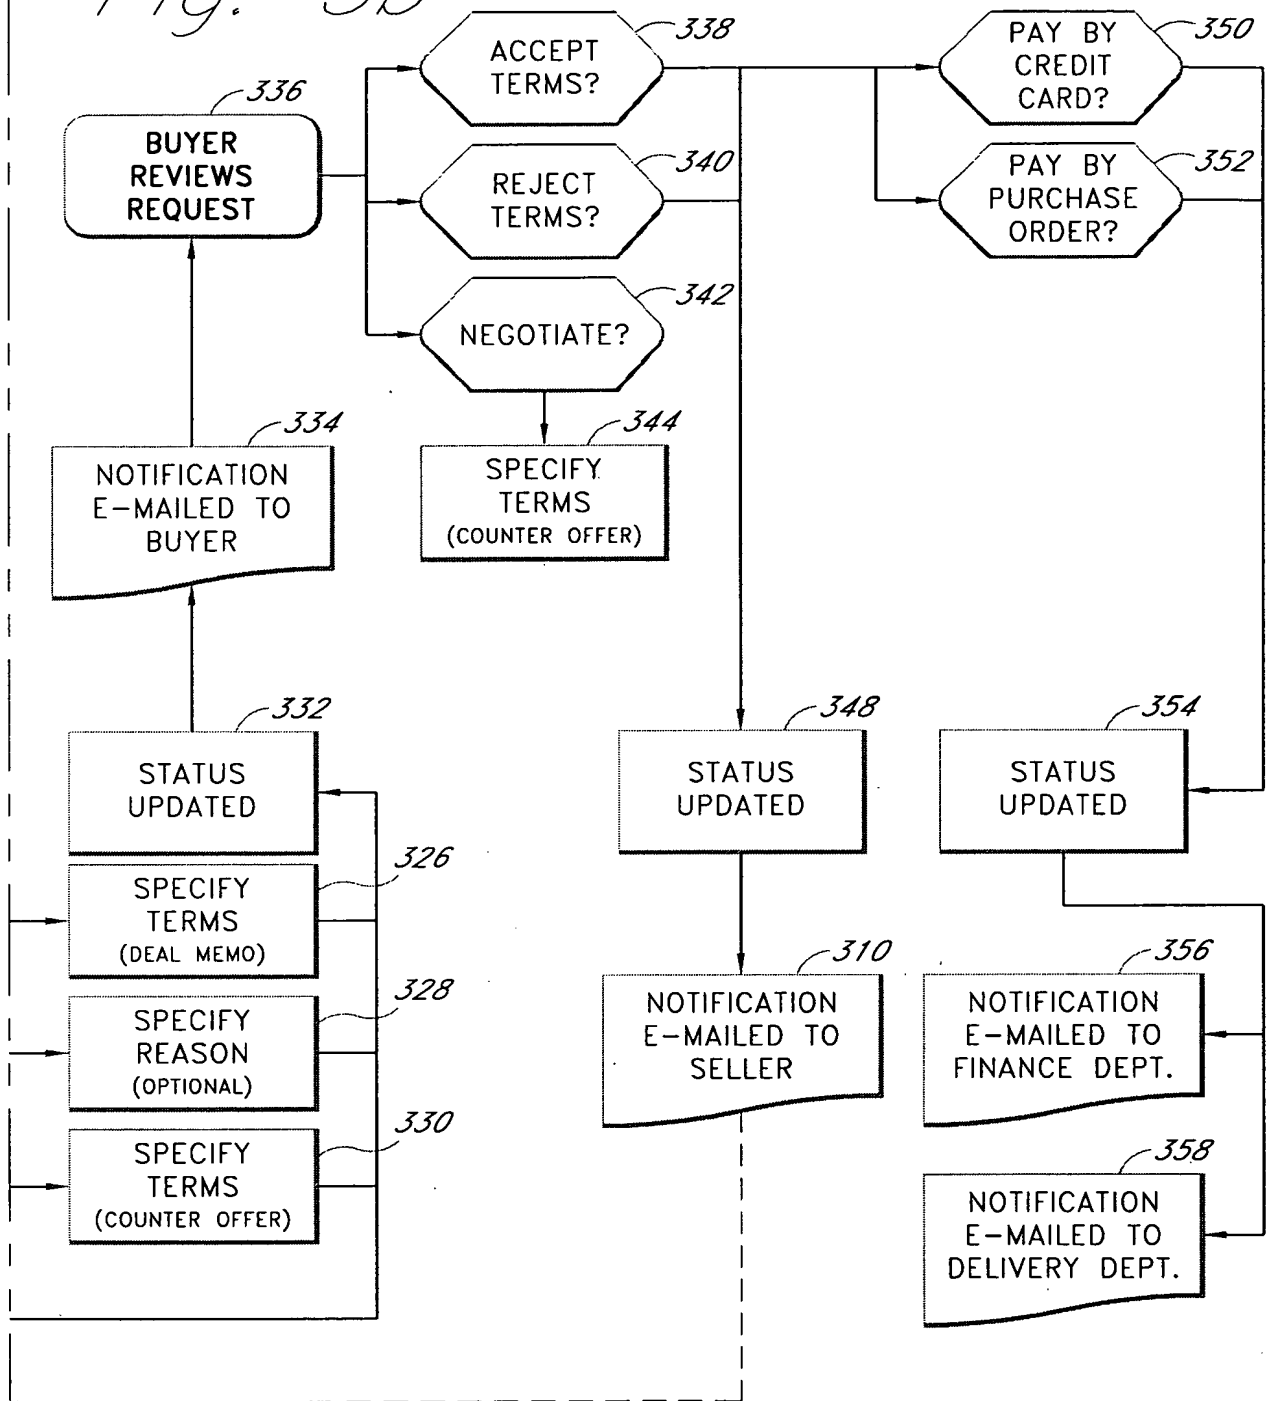 Fig. 3B
338
ACCEPT
TERMS?
350
PAY BY
CREDIT
CARD?
336
BUYER
REVIEWS
REQUEST
340
REJECT
TERMS?
352
PAY BY
PURCHASE
ORDER?
342
NEGOTIATE?
334
NOTIFICATION
E-MAILED TO
BUYER
344
SPECIFY
TERMS
(COUNTER OFFER)
332
STATUS
UPDATED
348
STATUS
UPDATED
354
STATUS
UPDATED
326
SPECIFY
TERMS
(DEAL MEMO)
328
SPECIFY
REASON
(OPTIONAL)
330
SPECIFY
TERMS
(COUNTER OFFER)
310
NOTIFICATION
E-MAILED TO
SELLER
356
NOTIFICATION
E-MAILED TO
FINANCE DEPT.
358
NOTIFICATION
E-MAILED TO
DELIVERY DEPT.